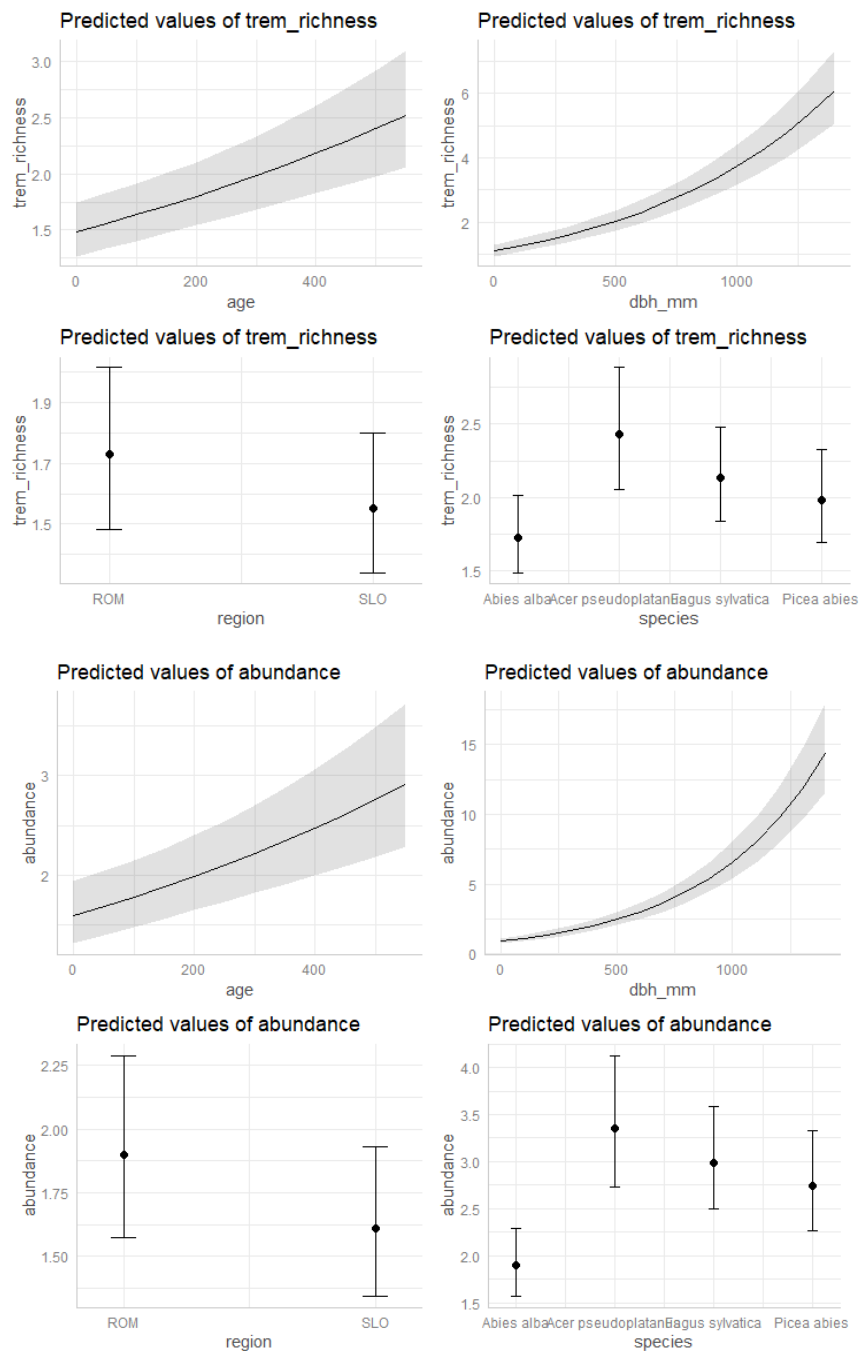 Predicted values of trem_richness
trem_richness
3.0
2.5
2.0
1.5
0
200
400
age
Predicted values of trem_richness
trem_richness
6
4
2
0
500
1000
dbh_mm
Predicted values of trem_richness
trem_richness
1.9
1.7
1.5
ROM
SLO
region
Predicted values of trem_richness
trem_richness
2.5
2.0
1.5
Abies alba
Acer pseudoplatanus
Fagus sylvatica
Picea abies
species
Predicted values of abundance
abundance
3
2
0
200
400
age
Predicted values of abundance
abundance
15
10
5
0
0
500
1000
dbh_mm
Predicted values of abundance
abundance
2.25
2.00
1.75
1.50
ROM
SLO
region
Predicted values of abundance
abundance
4.0
3.5
3.0
2.5
2.0
1.5
Abies alba
Acer pseudoplatanus
Fagus sylvatica
Picea abies
species